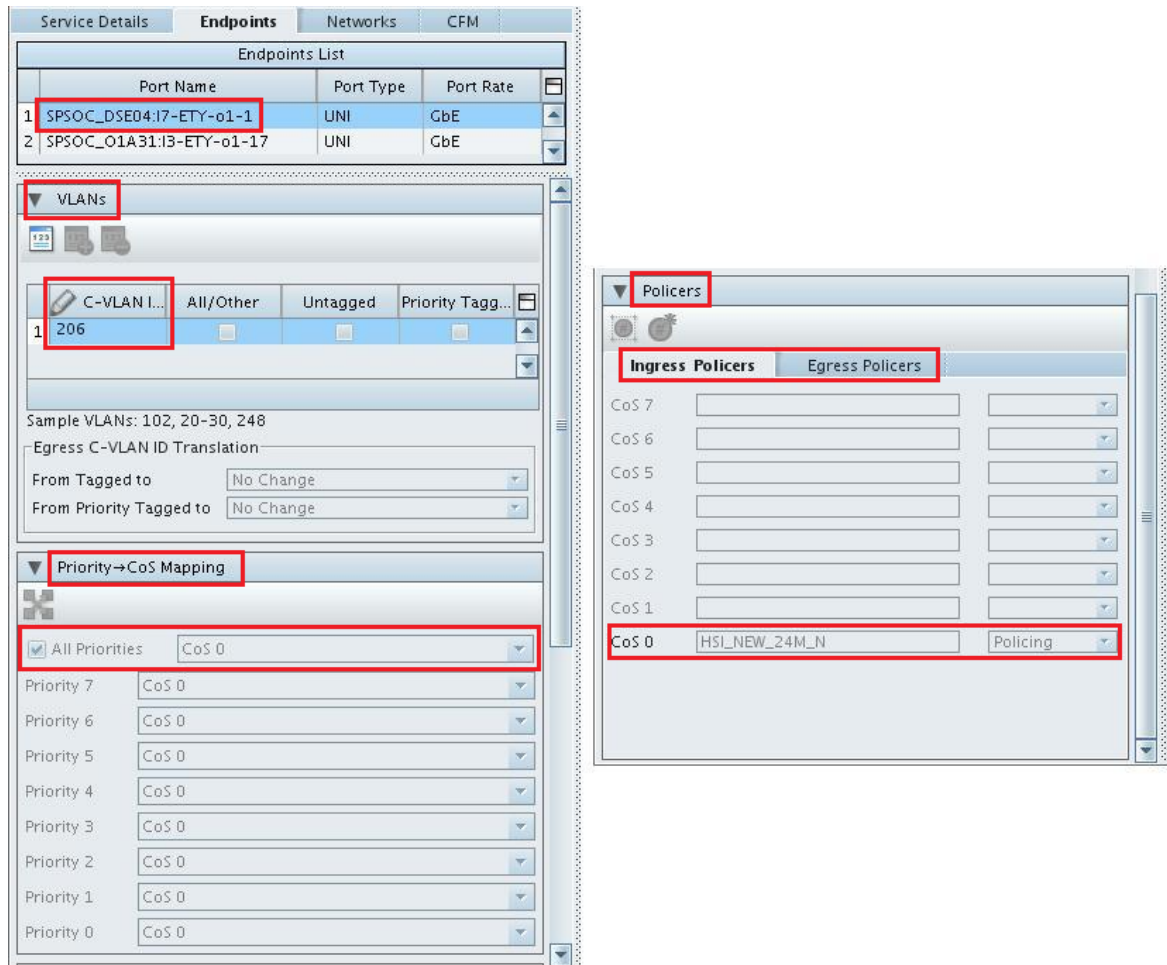 Service Details Endpoints Networks CFM
Endpoints List
Port Name Port Type Port Rate
1 SPSOC_DSE04:I7-ETY-o1-1 UNI GbE
2 SPSOC_O1A31:I3-ETY-o1-17 UNI GbE
VLANs
123
C-VLAN I... All/Other Untagged Priority Tagg...
1 206
Sample VLANs: 102, 20-30, 248
Egress C-VLAN ID Translation
From Tagged to No Change
From Priority Tagged to No Change
Priority→CoS Mapping
All Priorities CoS 0
Priority 7 CoS 0
Priority 6 CoS 0
Priority 5 CoS 0
Priority 4 CoS 0
Priority 3 CoS 0
Priority 2 CoS 0
Priority 1 CoS 0
Priority 0 CoS 0
Policers
Ingress Policers Egress Policers
CoS 7
CoS 6
CoS 5
CoS 4
CoS 3
CoS 2
CoS 1
CoS 0 HSI_NEW_24M_N Policing